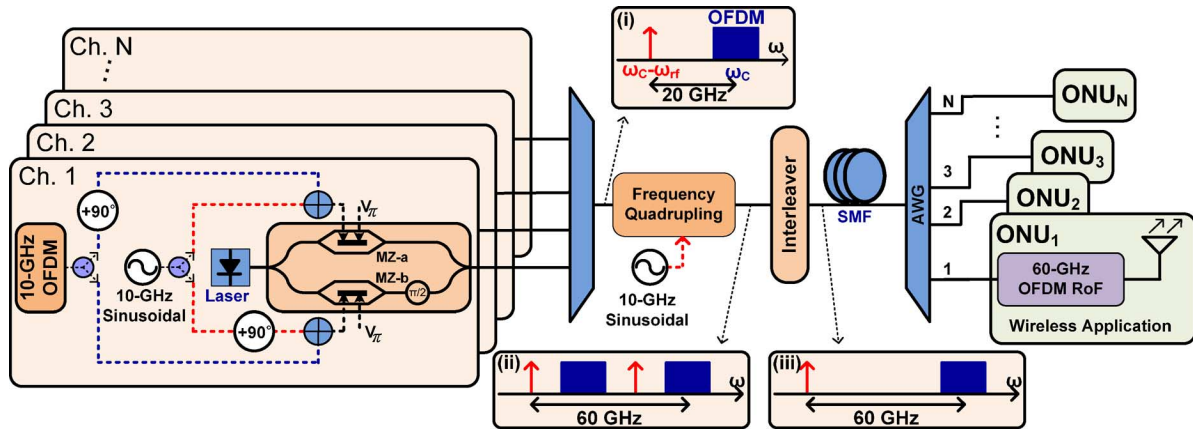 Ch. N
Ch. 3
Ch. 2
Ch. 1
+90°
10-GHz
OFDM
10-GHz
Sinusoidal
Laser
+90°
Vπ
MZ-a
MZ-b
π/2
Vπ
(i)
OFDM
ω
ωC-ωrf
ωC
20 GHz
Frequency
Quadrupling
10-GHz
Sinusoidal
Interleaver
SMF
AWG
N
3
2
1
ONUN
ONU3
ONU2
ONU1
60-GHz
OFDM RoF
Wireless Application
(ii)
ω
60 GHz
(iii)
ω
60 GHz